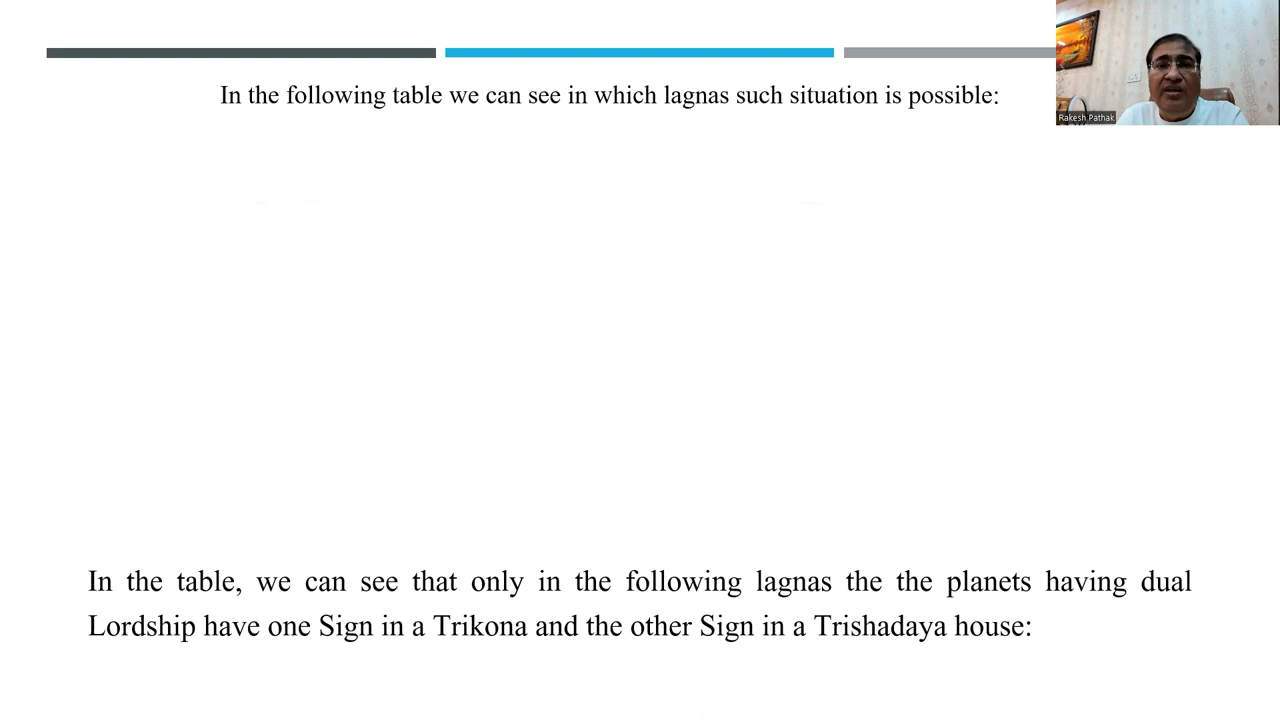 In the following table we can see in which lagnas such situation is possible:
Rakesh Pathak
In the table, we can see that only in the following lagnas the the planets having dual
Lordship have one Sign in a Trikona and the other Sign in a Trishadaya house: